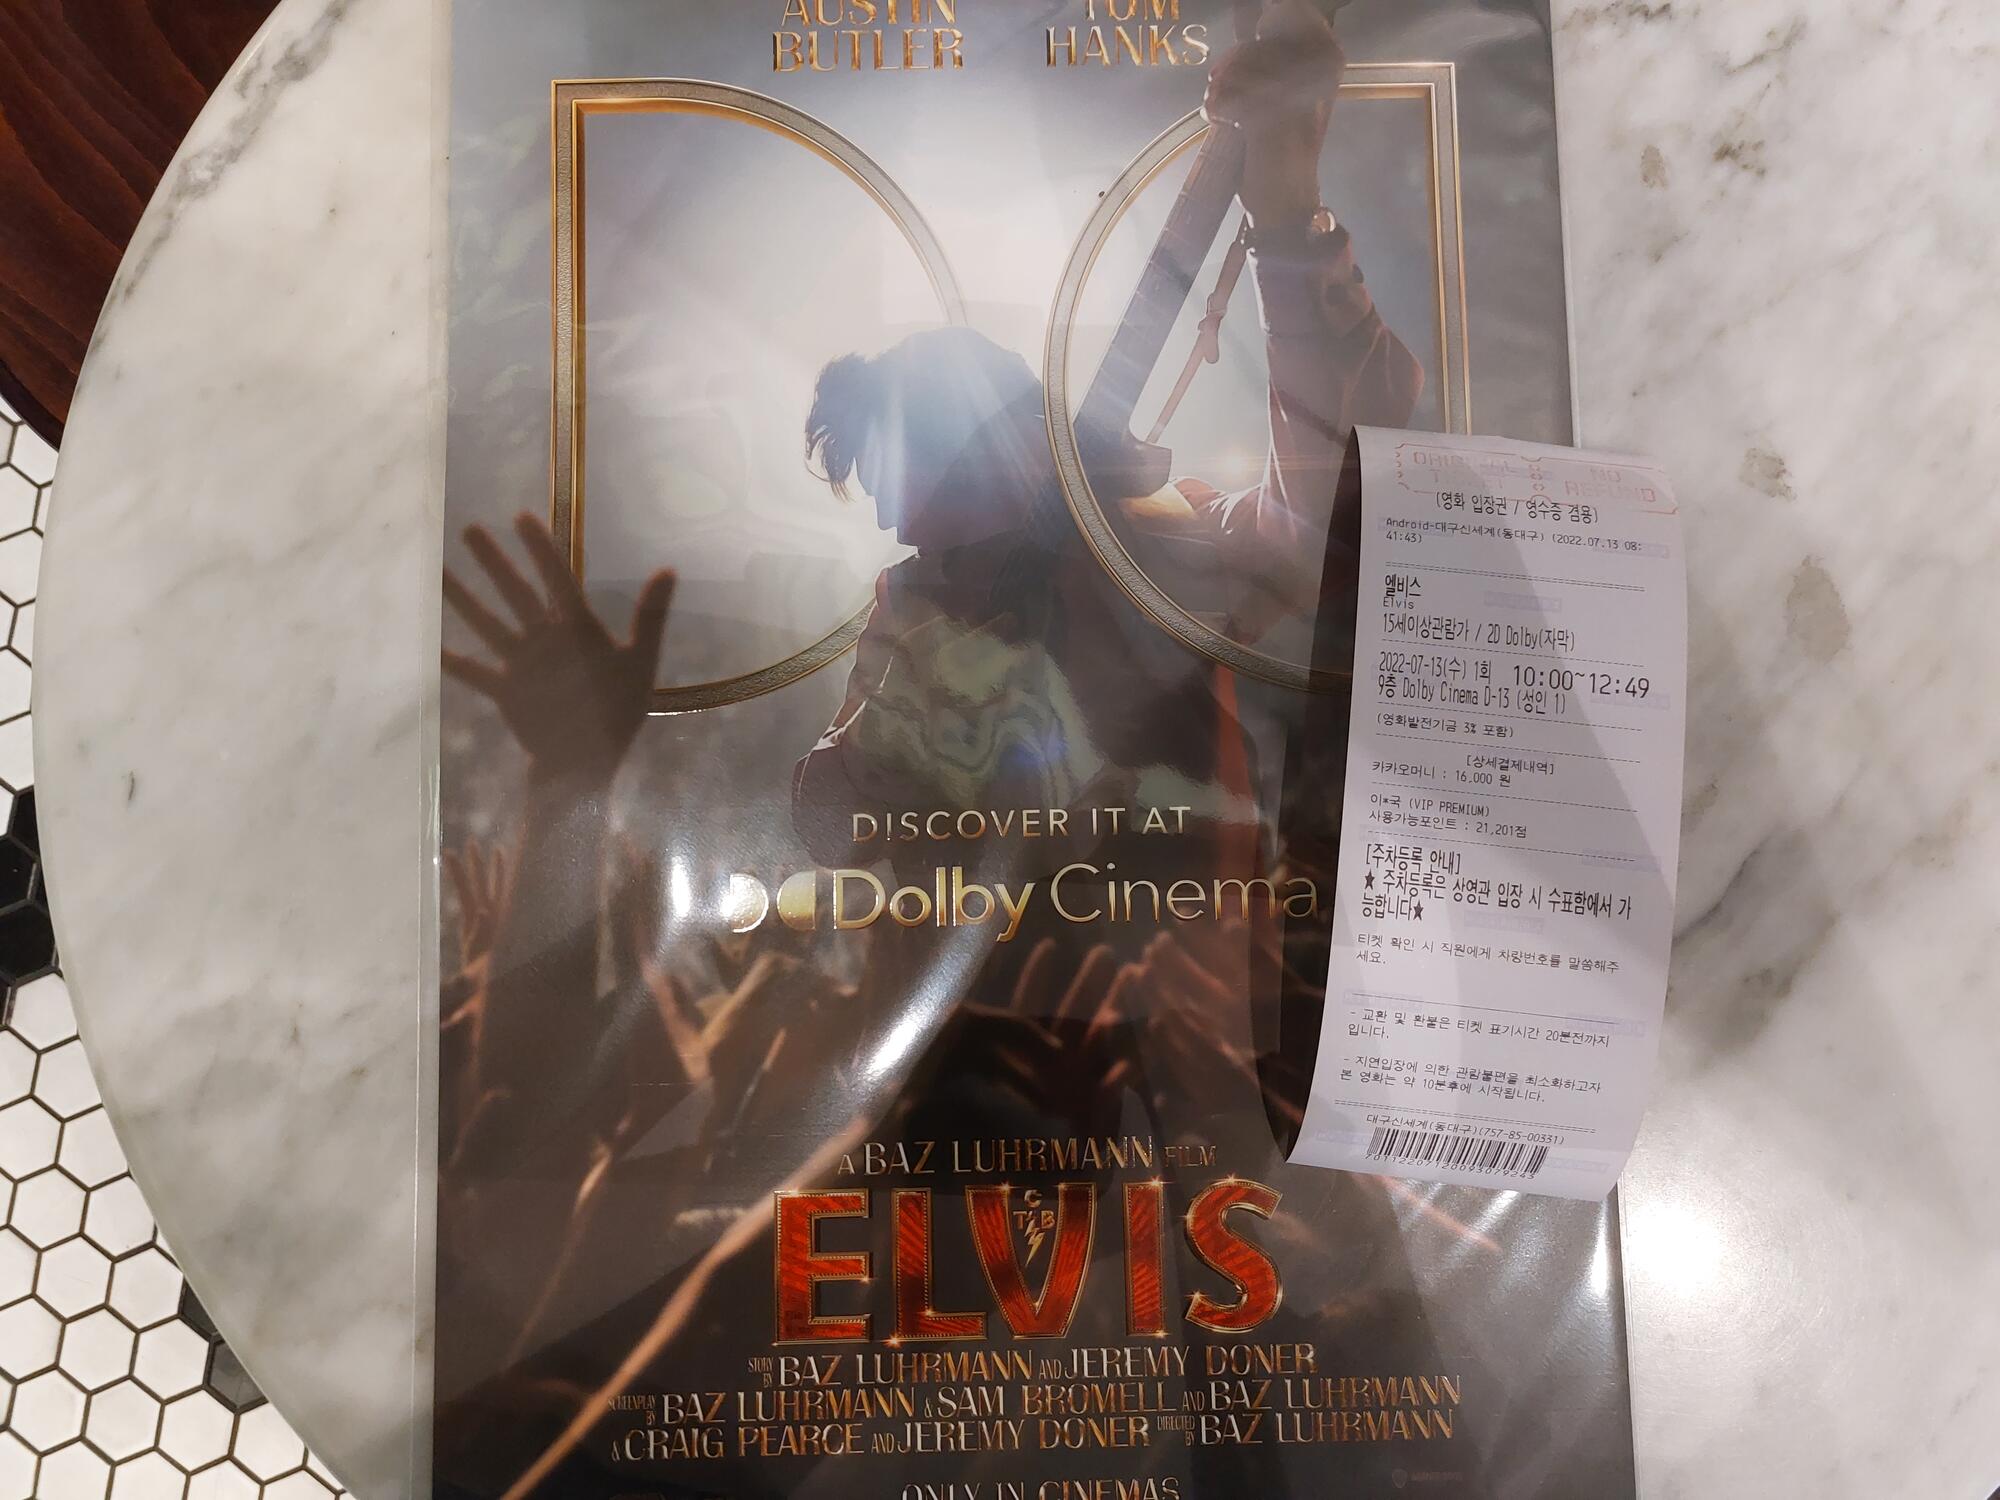 AUSTIN TOM
BUTLER HANKS
DISCOVER IT AT
Dolby Cinema
A BAZ LUHRMANN FILM
TCB
ELVIS
STORY BY BAZ LUHRMANN AND JEREMY DONER
SCREENPLAY BY BAZ LUHRMANN & SAM BROMELL AND BAZ LUHRMANN
& CRAIG PEARCE AND JEREMY DONER DIRECTED BY BAZ LUHRMANN
ONLY IN CINEMAS
ORIGINAL NO
TICKET REFUND
(영화 입장권 / 영수증 겸용)
Android-대구신세계(동대구) (2022.07.13 08:
41:43)
엘비스
Elvis
15세이상관람가 / 2D Dolby(자막)
2022-07-13(수) 1회 10:00~12:49
9층 Dolby Cinema D-13 (성인 1)
(영화발전기금 3% 포함)
[상세결제내역]
카카오머니 : 16,000 원
이*국 (VIP PREMIUM)
사용가능포인트 : 21,201점
[주차등록 안내]
★ 주차등록은 상영관 입장 시 수표함에서 가
능합니다★
티켓 확인 시 직원에게 차량번호를 말씀해주
세요.
- 교환 및 환불은 티켓 표기시간 20분전까지
입니다.
- 지연입장에 의한 관람불편을 최소화하고자
본 영화는 약 10분후에 시작됩니다.
대구신세계(동대구)(757-85-00331)